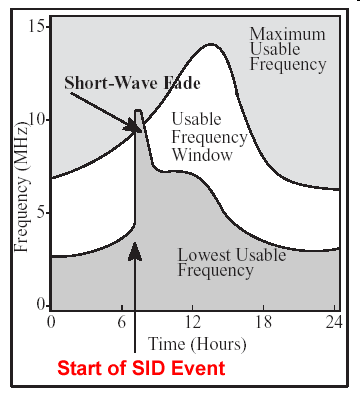 15
Maximum
Usable
Frequency
Short-Wave Fade
10
Usable
Frequency
Window
Frequency (MHz)
5
Lowest Usable
Frequency
0
0 6 12 18 24
Time (Hours)
Start of SID Event